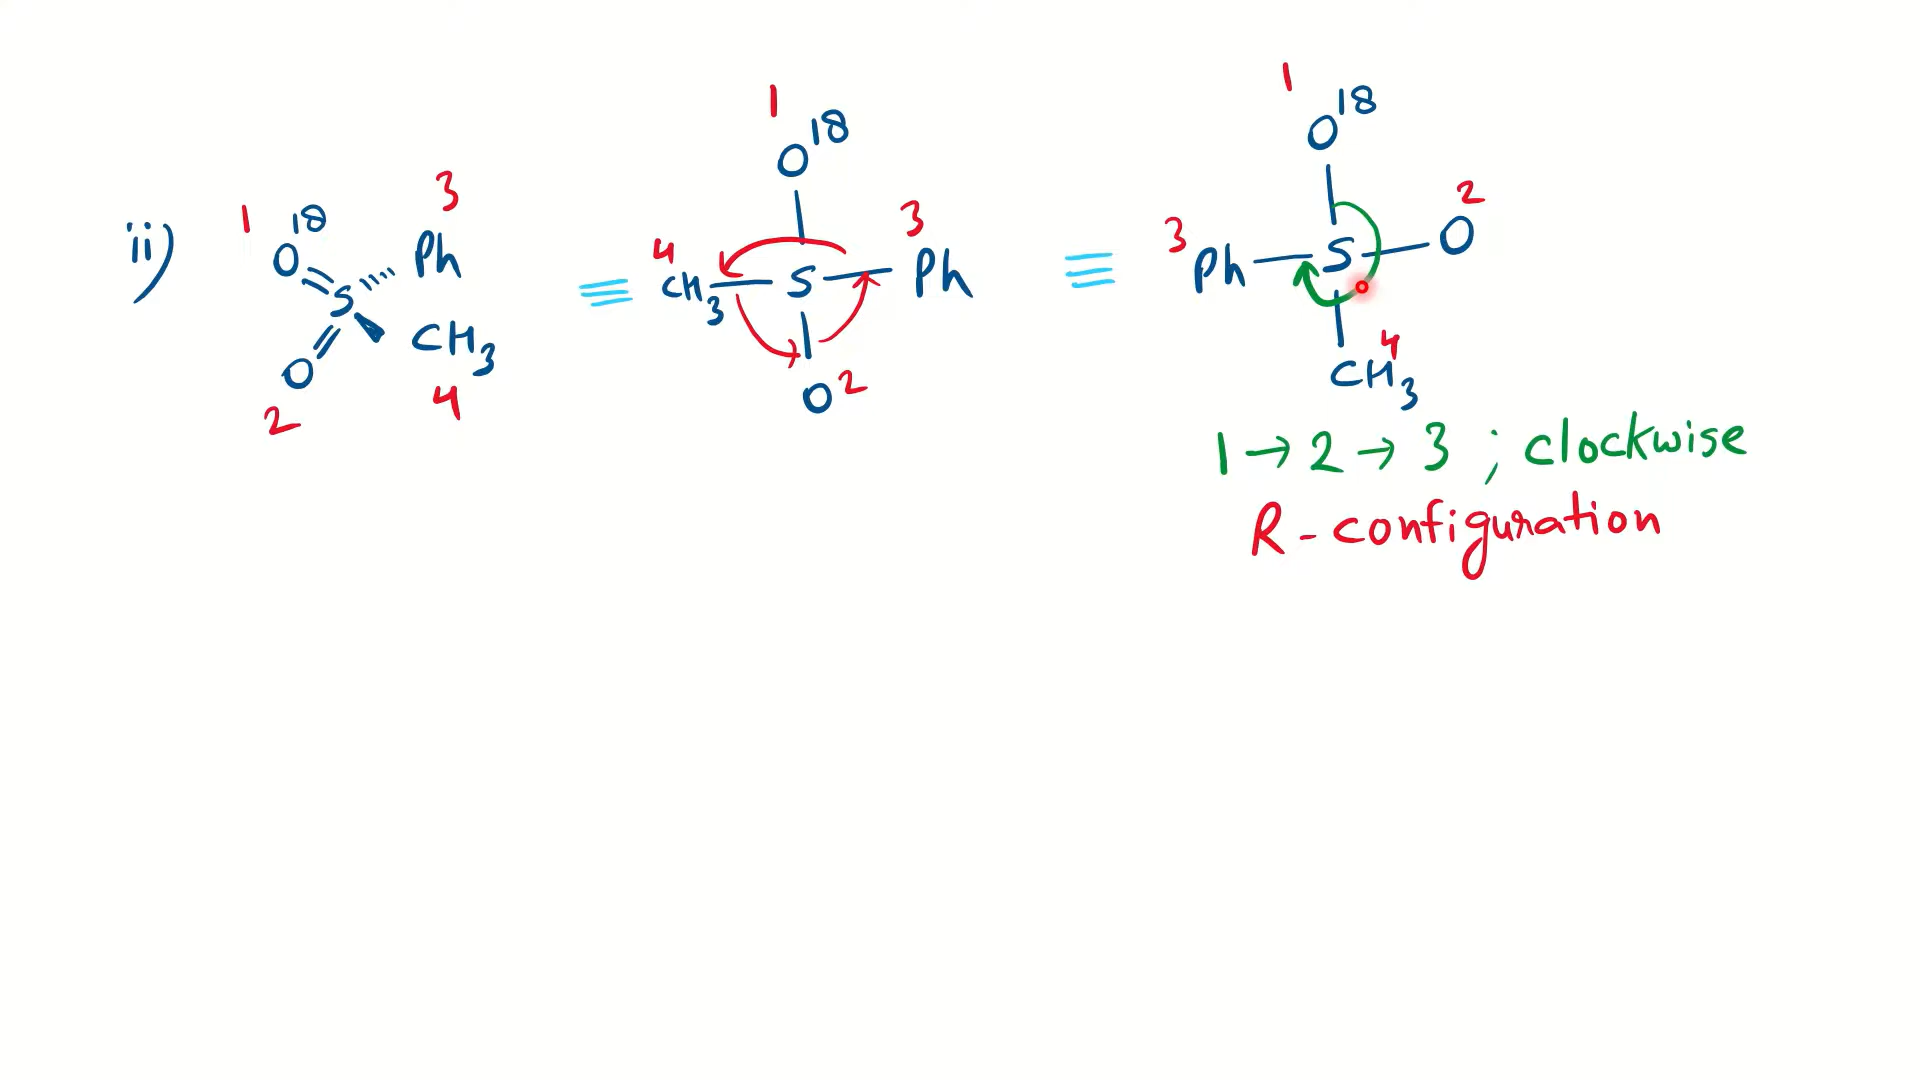 ii)
1 O¹⁸
3 Ph
S
CH₃ 4
O 2
≡
1 O¹⁸
4 CH₃ S Ph 3
O 2
≡
1 O¹⁸
3 Ph S O 2
CH₃ 4
1 → 2 → 3 ; clockwise
R - configuration